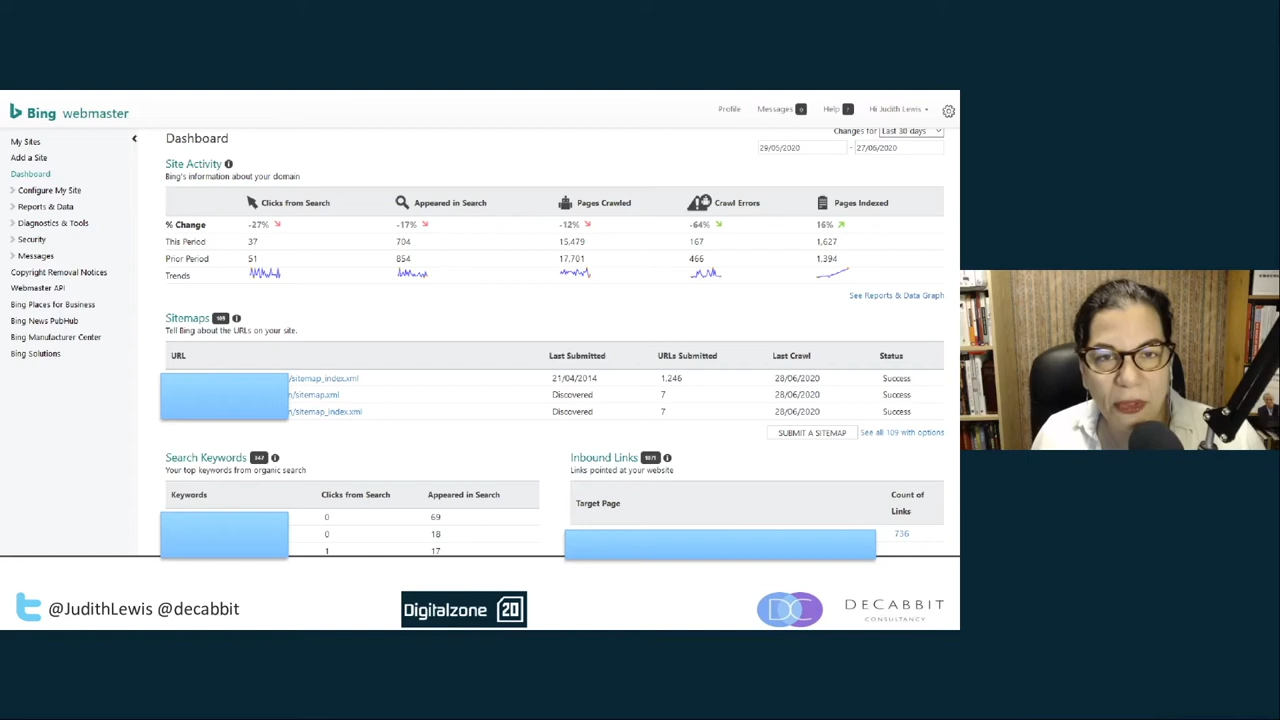 Bing webmaster
Profile Messages 0 Help ? Hi Judith Lewis
My Sites
Add a Site
Dashboard
Configure My Site
Reports & Data
Diagnostics & Tools
Security
Messages
Copyright Removal Notices
Webmaster API
Bing Places for Business
Bing News PubHub
Bing Manufacturer Center
Bing Solutions
Dashboard
Changes for Last 30 days
29/05/2020 - 27/06/2020
Site Activity
Bing's information about your domain
Clicks from Search Appeared in Search Pages Crawled Crawl Errors Pages Indexed
% Change -27% -17% -12% -64% 16%
This Period 37 704 15,479 167 1,627
Prior Period 51 854 17,701 466 1,394
Trends
See Reports & Data Graph
Sitemaps
Tell Bing about the URLs on your site.
URL Last Submitted URLs Submitted Last Crawl Status
/sitemap_index.xml 21/04/2014 1,246 28/06/2020 Success
n/sitemap.xml Discovered 7 28/06/2020 Success
n/sitemap_index.xml Discovered 7 28/06/2020 Success
SUBMIT A SITEMAP See all 109 with options
Search Keywords 347
Your top keywords from organic search
Keywords Clicks from Search Appeared in Search
0 69
0 18
1 17
Inbound Links 1071
Links pointed at your website
Target Page Count of Links
736
@JudithLewis @decabbit
Digitalzone 20
DC DECABBIT
CONSULTANCY